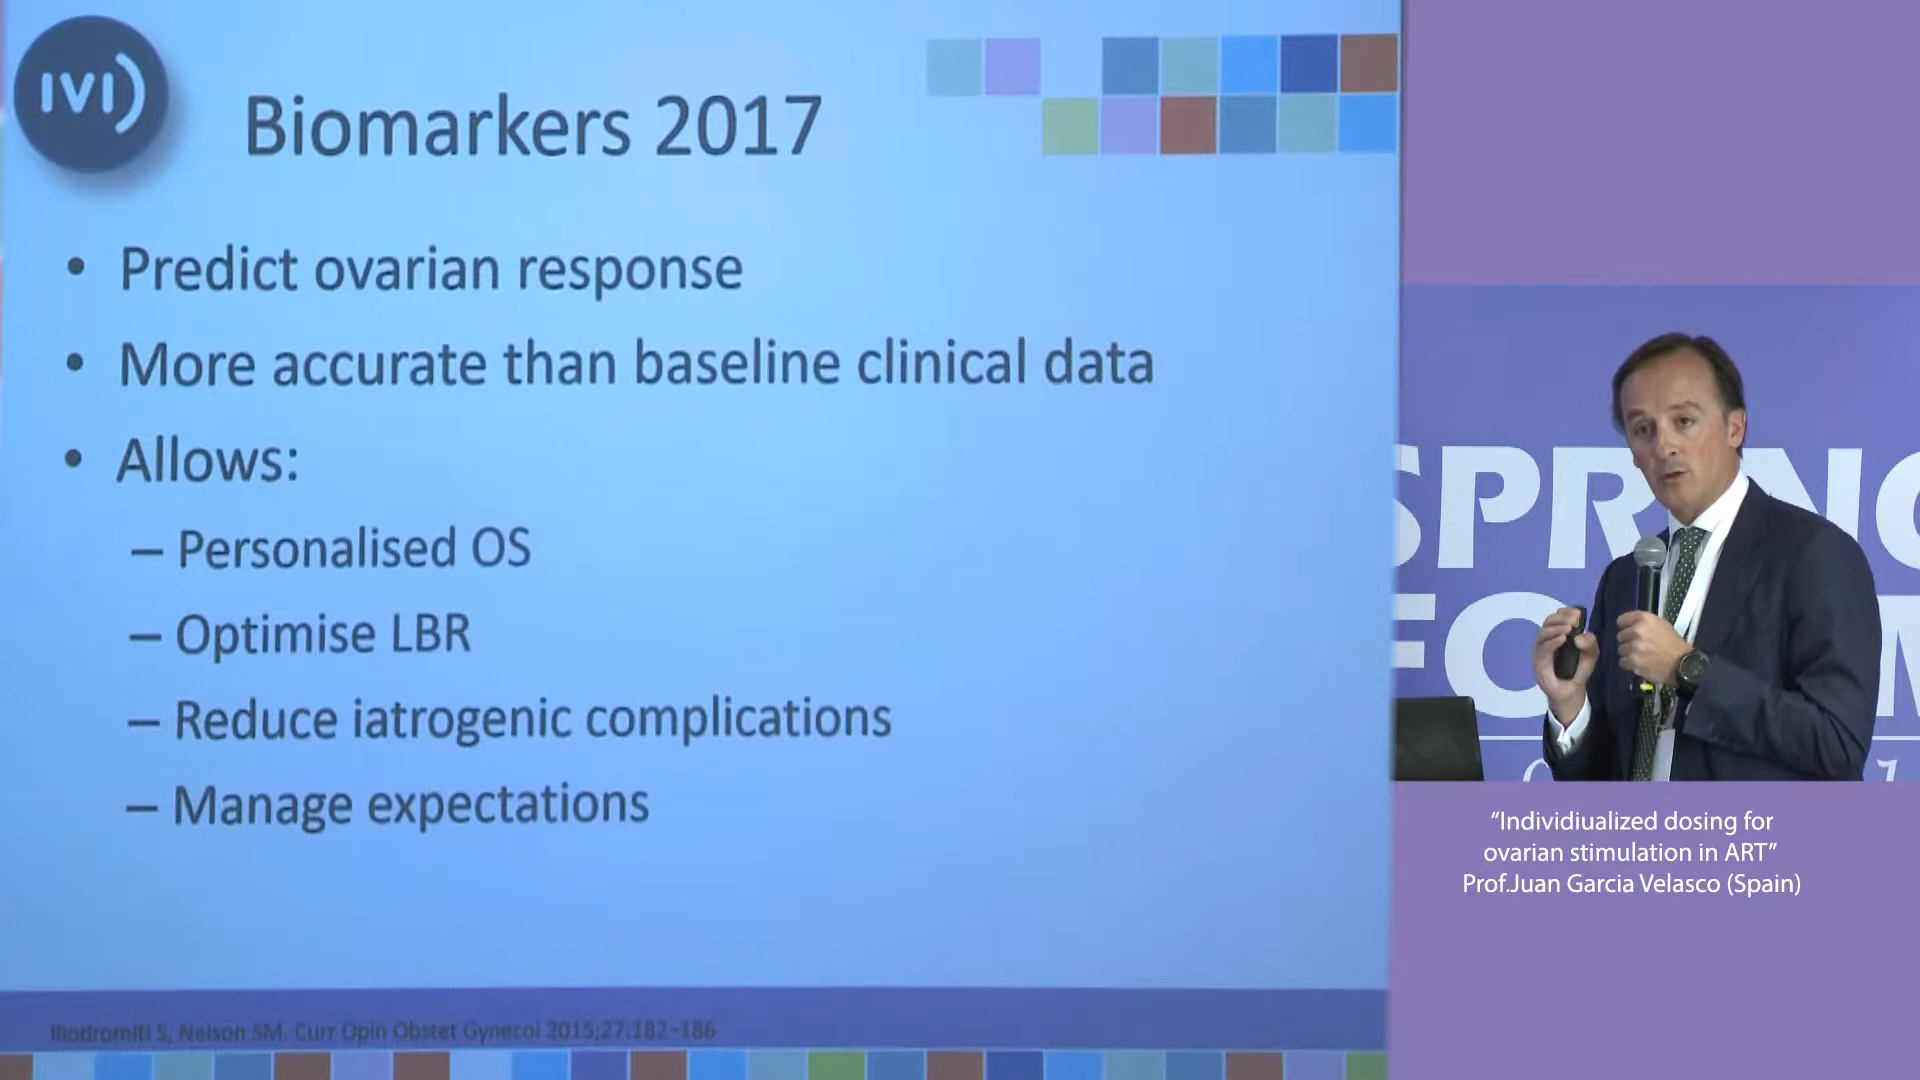 IVI)
Biomarkers 2017
• Predict ovarian response
• More accurate than baseline clinical data
• Allows:
– Personalised OS
– Optimise LBR
– Reduce iatrogenic complications
– Manage expectations
Iliodromiti S, Nelson SM. Curr Opin Obstet Gynecol 2015;27:182–186
SPRING
FO M
“Individiualized dosing for
ovarian stimulation in ART”
Prof.Juan Garcia Velasco (Spain)